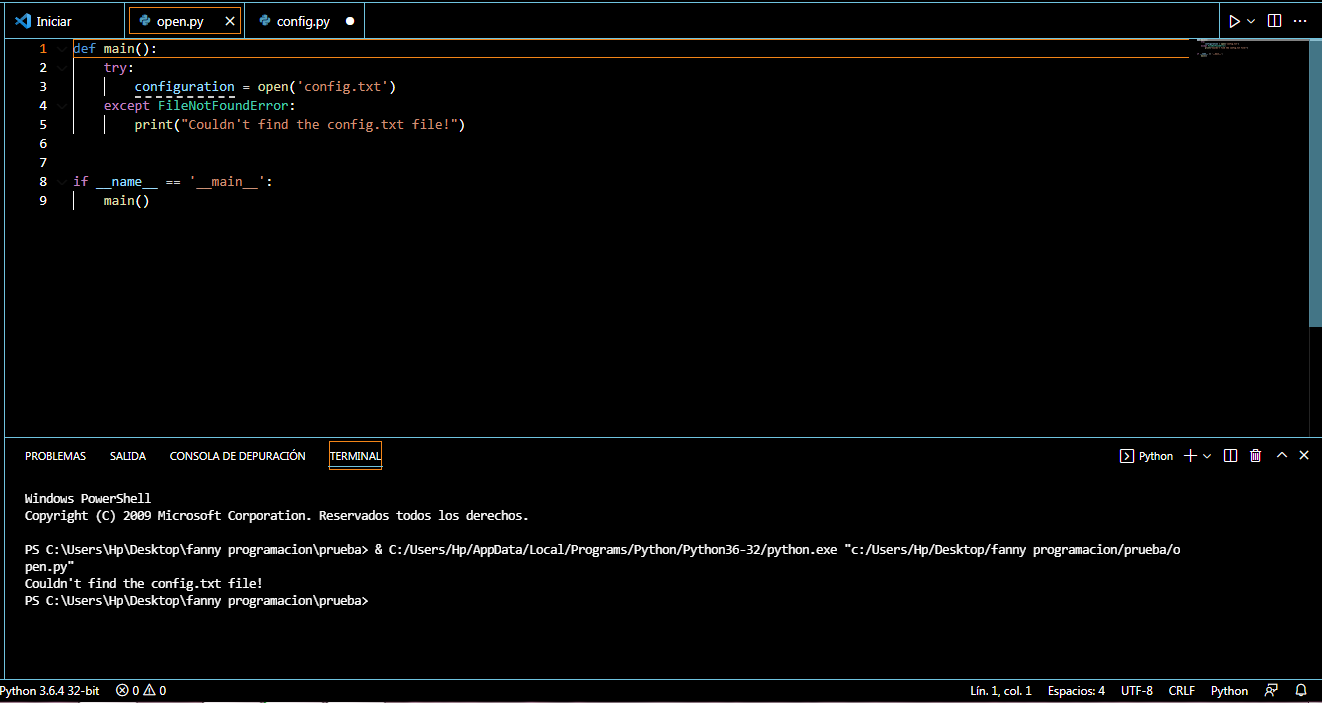 Iniciar open.py config.py
1 def main():
2 try:
3 configuration = open('config.txt')
4 except FileNotFoundError:
5 print("Couldn't find the config.txt file!")
6
7
8 if __name__ == '__main__':
9 main()
PROBLEMAS SALIDA CONSOLA DE DEPURACIÓN TERMINAL Python
Windows PowerShell
Copyright (C) 2009 Microsoft Corporation. Reservados todos los derechos.
PS C:\Users\Hp\Desktop\fanny programacion\prueba> & C:/Users/Hp/AppData/Local/Programs/Python/Python36-32/python.exe "c:/Users/Hp/Desktop/fanny programacion/prueba/o
pen.py"
Couldn't find the config.txt file!
PS C:\Users\Hp\Desktop\fanny programacion\prueba>
Python 3.6.4 32-bit 0 0 Lín. 1, col. 1 Espacios: 4 UTF-8 CRLF Python